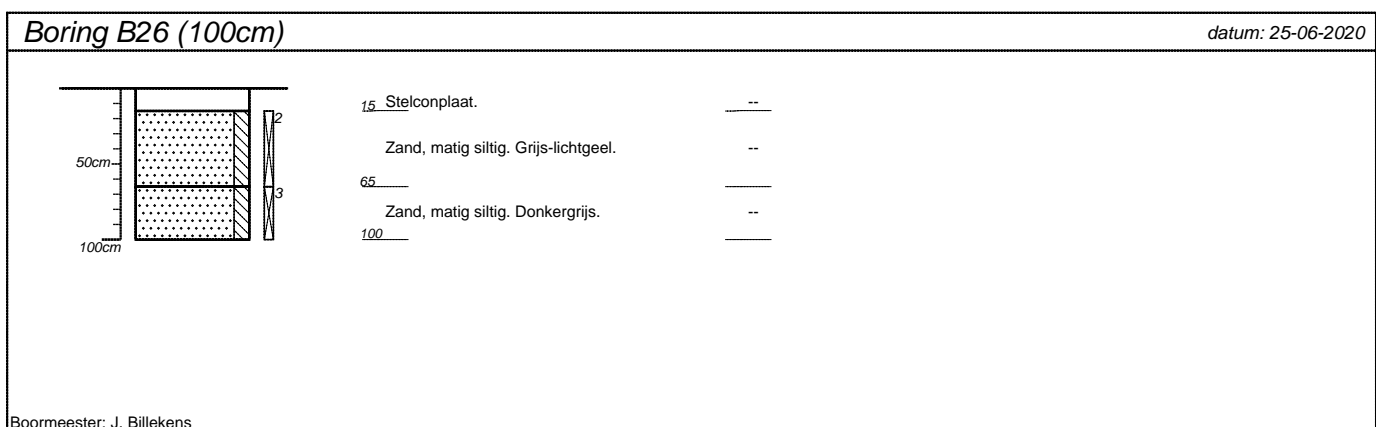 Boring B26 (100cm) datum: 25-06-2020
15 Stelconplaat. --
2
Zand, matig siltig. Grijs-lichtgeel. --
50cm
65
3
Zand, matig siltig. Donkergrijs. --
100
100cm
Boormeester: J. Billekens